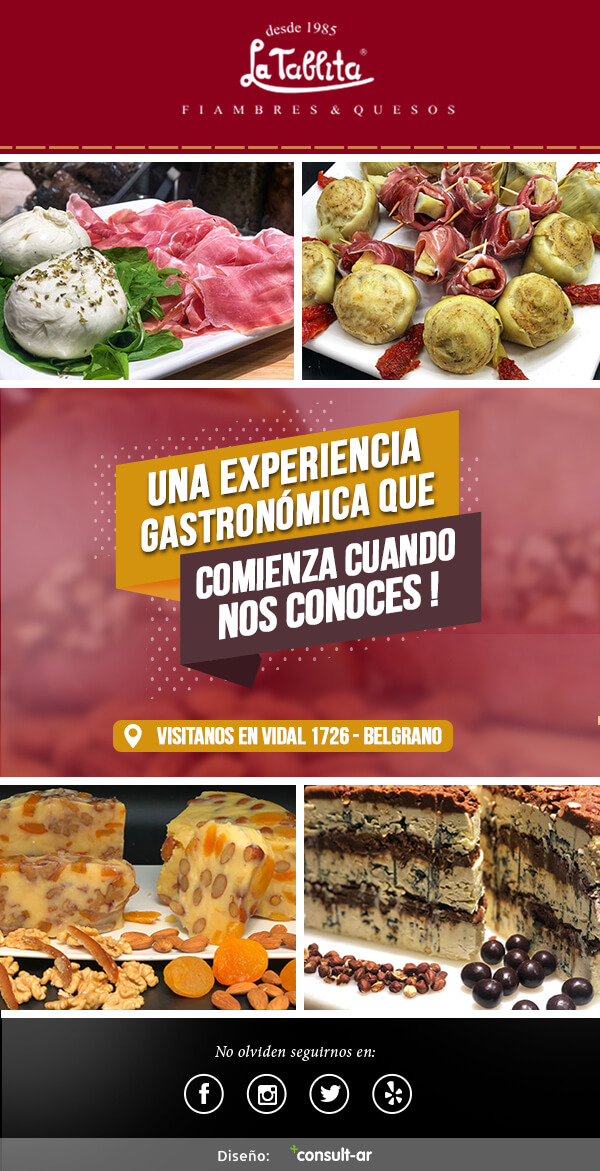 desde 1985
La Tablita®
FIAMBRES & QUESOS
UNA EXPERIENCIA
GASTRONÓMICA QUE
COMIENZA CUANDO
NOS CONOCES !
VISITANOS EN VIDAL 1726 - BELGRANO
No olviden seguirnos en:
Diseño: +consult-ar